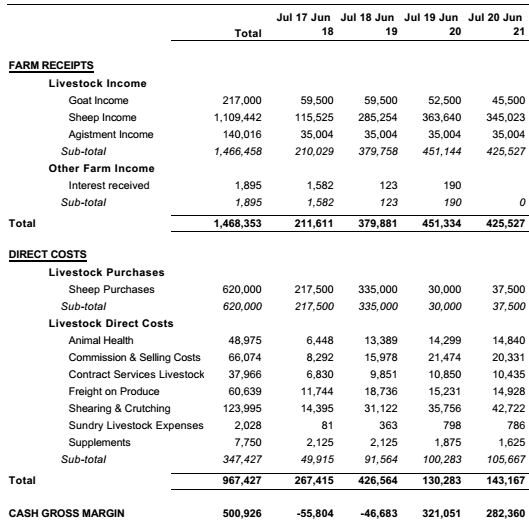 Jul 17 Jun Jul 18 Jun Jul 19 Jun Jul 20 Jun
Total 18 19 20 21
FARM RECEIPTS
Livestock Income
Goat Income 217,000 59,500 59,500 52,500 45,500
Sheep Income 1,109,442 115,525 285,254 363,640 345,023
Agistment Income 140,016 35,004 35,004 35,004 35,004
Sub-total 1,466,458 210,029 379,758 451,144 425,527
Other Farm Income
Interest received 1,895 1,582 123 190
Sub-total 1,895 1,582 123 190 0
Total 1,468,353 211,611 379,881 451,334 425,527
DIRECT COSTS
Livestock Purchases
Sheep Purchases 620,000 217,500 335,000 30,000 37,500
Sub-total 620,000 217,500 335,000 30,000 37,500
Livestock Direct Costs
Animal Health 48,975 6,448 13,389 14,299 14,840
Commission & Selling Costs 66,074 8,292 15,978 21,474 20,331
Contract Services Livestock 37,966 6,830 9,851 10,850 10,435
Freight on Produce 60,639 11,744 18,736 15,231 14,928
Shearing & Crutching 123,995 14,395 31,122 35,756 42,722
Sundry Livestock Expenses 2,028 81 363 798 786
Supplements 7,750 2,125 2,125 1,875 1,625
Sub-total 347,427 49,915 91,564 100,283 105,667
Total 967,427 267,415 426,564 130,283 143,167
CASH GROSS MARGIN 500,926 -55,804 -46,683 321,051 282,360